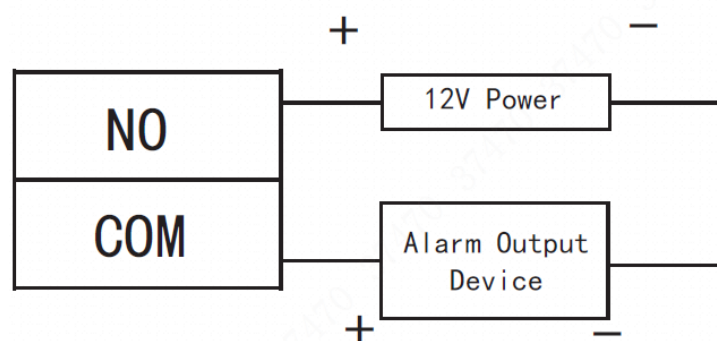 + −
NO
12V Power
COM
Alarm Output
Device
+ −